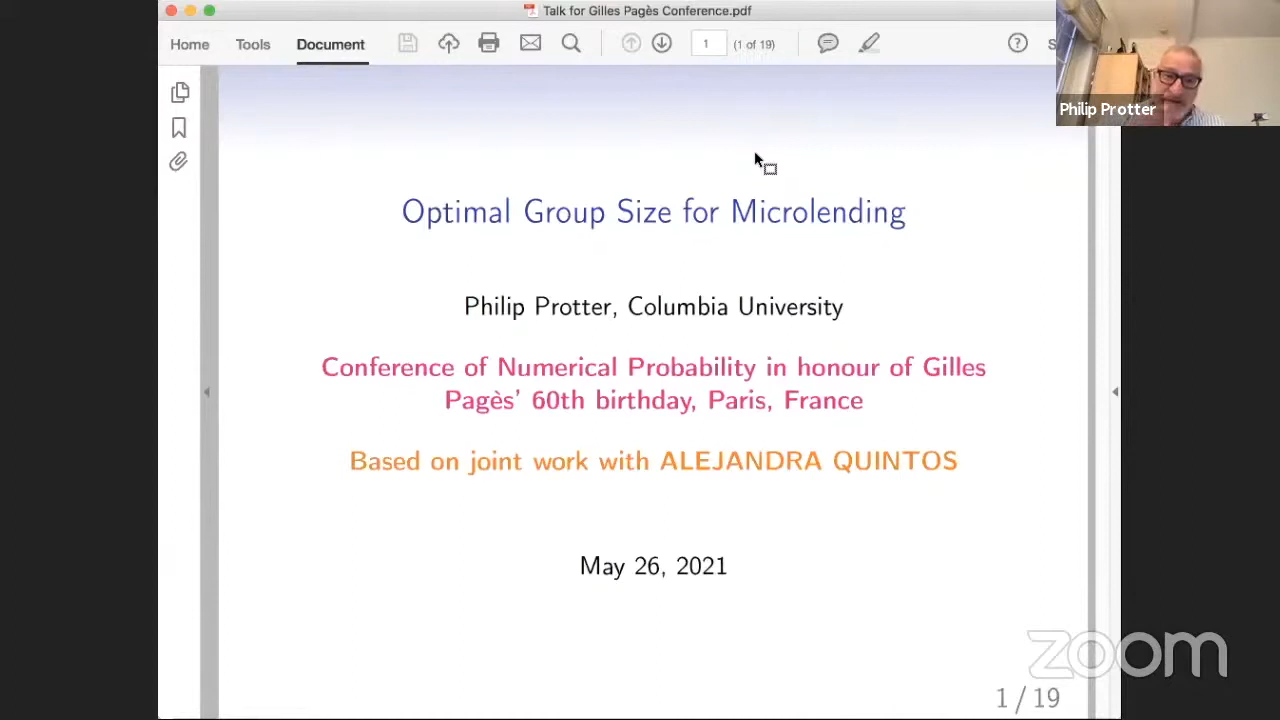 Talk for Gilles Pagès Conference.pdf
Home Tools Document 1 (1 of 19) S
Philip Protter
Optimal Group Size for Microlending
Philip Protter, Columbia University
Conference of Numerical Probability in honour of Gilles
Pagès' 60th birthday, Paris, France
Based on joint work with ALEJANDRA QUINTOS
May 26, 2021
zoom
1 / 19